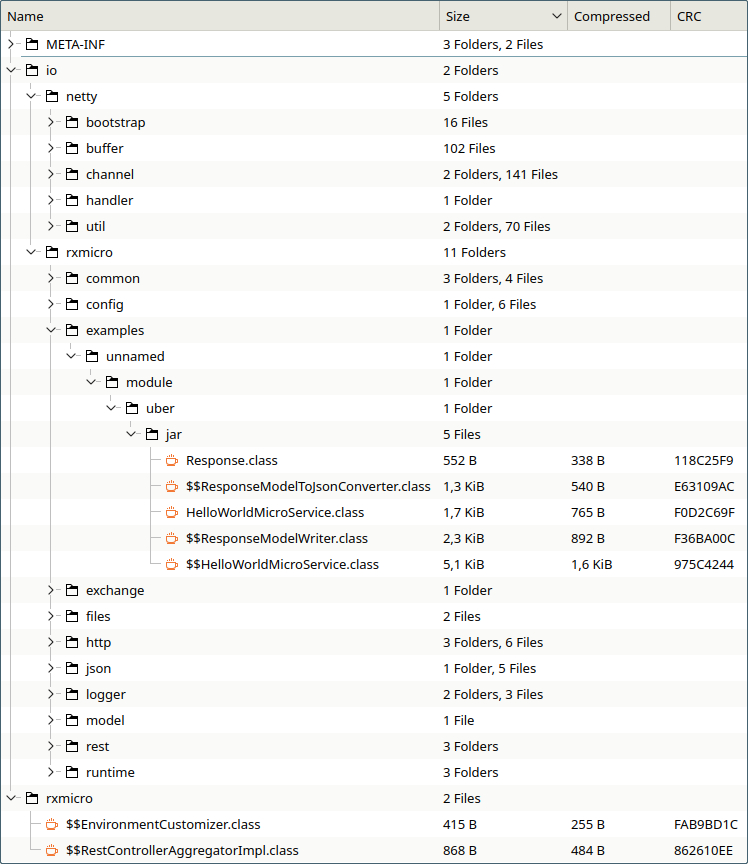 Name Size Compressed CRC
META-INF 3 Folders, 2 Files
io 2 Folders
netty 5 Folders
bootstrap 16 Files
buffer 102 Files
channel 2 Folders, 141 Files
handler 1 Folder
util 2 Folders, 70 Files
rxmicro 11 Folders
common 3 Folders, 4 Files
config 1 Folder, 6 Files
examples 1 Folder
unnamed 1 Folder
module 1 Folder
uber 1 Folder
jar 5 Files
Response.class 552 B 338 B 118C25F9
$$ResponseModelToJsonConverter.class 1,3 KiB 540 B E63109AC
HelloWorldMicroService.class 1,7 KiB 765 B F0D2C69F
$$ResponseModelWriter.class 2,3 KiB 892 B F36BA00C
$$HelloWorldMicroService.class 5,1 KiB 1,6 KiB 975C4244
exchange 1 Folder
files 2 Files
http 3 Folders, 6 Files
json 1 Folder, 5 Files
logger 2 Folders, 3 Files
model 1 File
rest 3 Folders
runtime 3 Folders
rxmicro 2 Files
$$EnvironmentCustomizer.class 415 B 255 B FAB9BD1C
$$RestControllerAggregatorImpl.class 868 B 484 B 862610EE